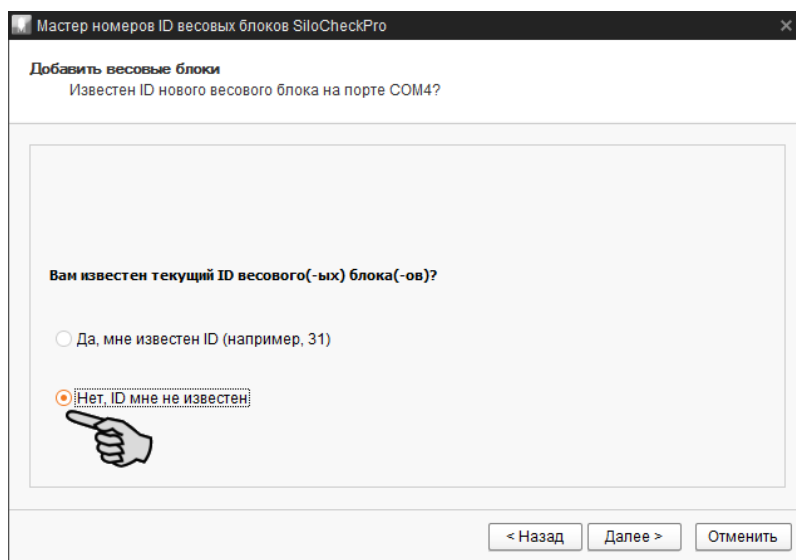 Мастер номеров ID весовых блоков SiloCheckPro
Добавить весовые блоки
Известен ID нового весового блока на порте COM4?
Вам известен текущий ID весового(-ых) блока(-ов)?
Да, мне известен ID (например, 31)
Нет, ID мне не известен
< Назад
Далее >
Отменить